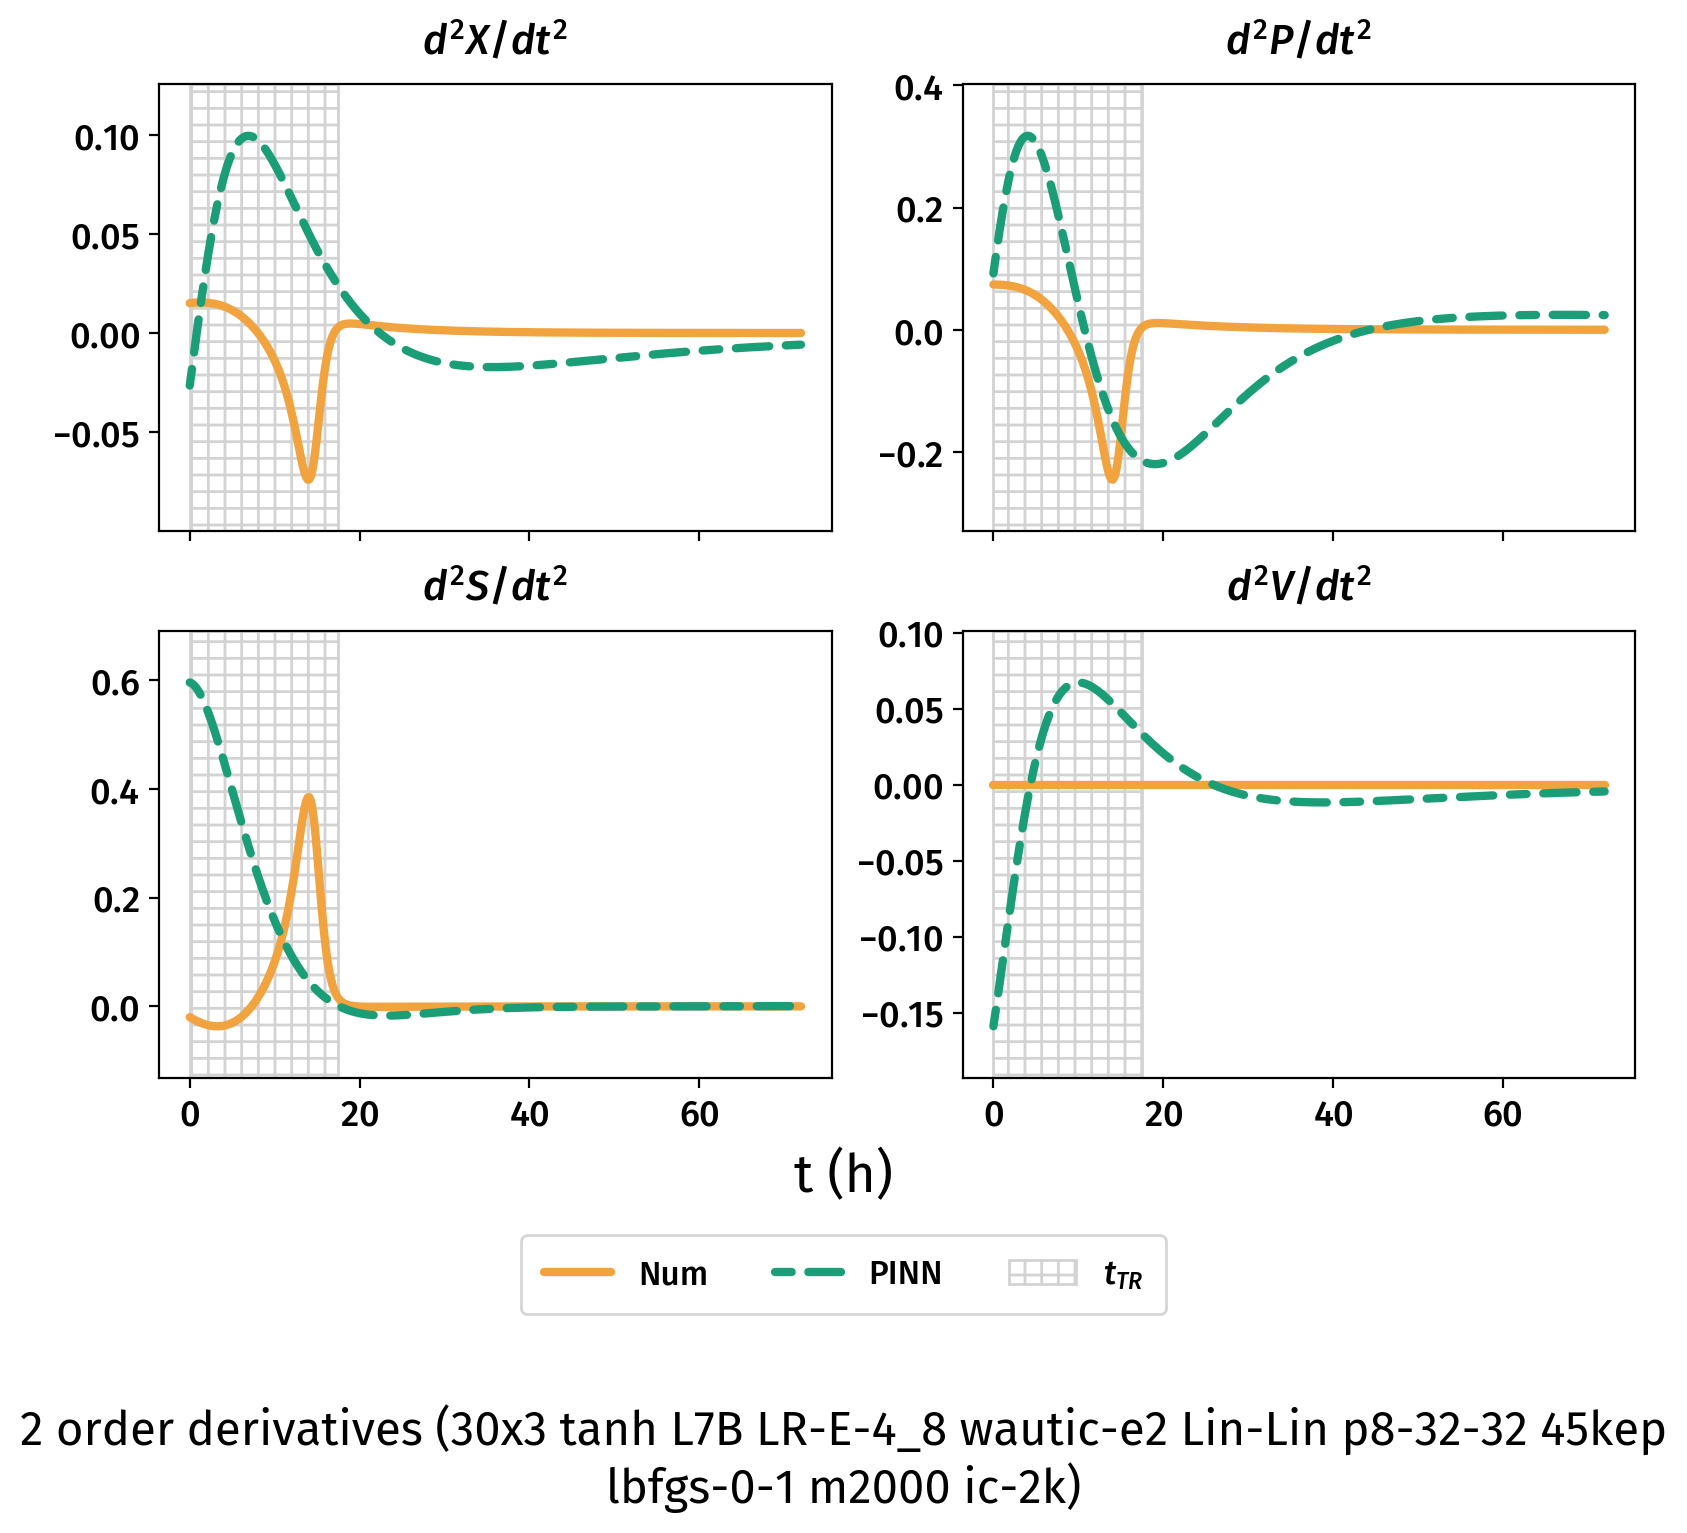 d²X/dt²
d²P/dt²
0.10
0.05
0.00
−0.05
0.4
0.2
0.0
−0.2
d²S/dt²
d²V/dt²
0.6
0.4
0.2
0.0
0.10
0.05
0.00
−0.05
−0.10
−0.15
0 20 40 60
0 20 40 60
t (h)
Num PINN t_TR
2 order derivatives (30x3 tanh L7B LR-E-4_8 wautic-e2 Lin-Lin p8-32-32 45kep
lbfgs-0-1 m2000 ic-2k)